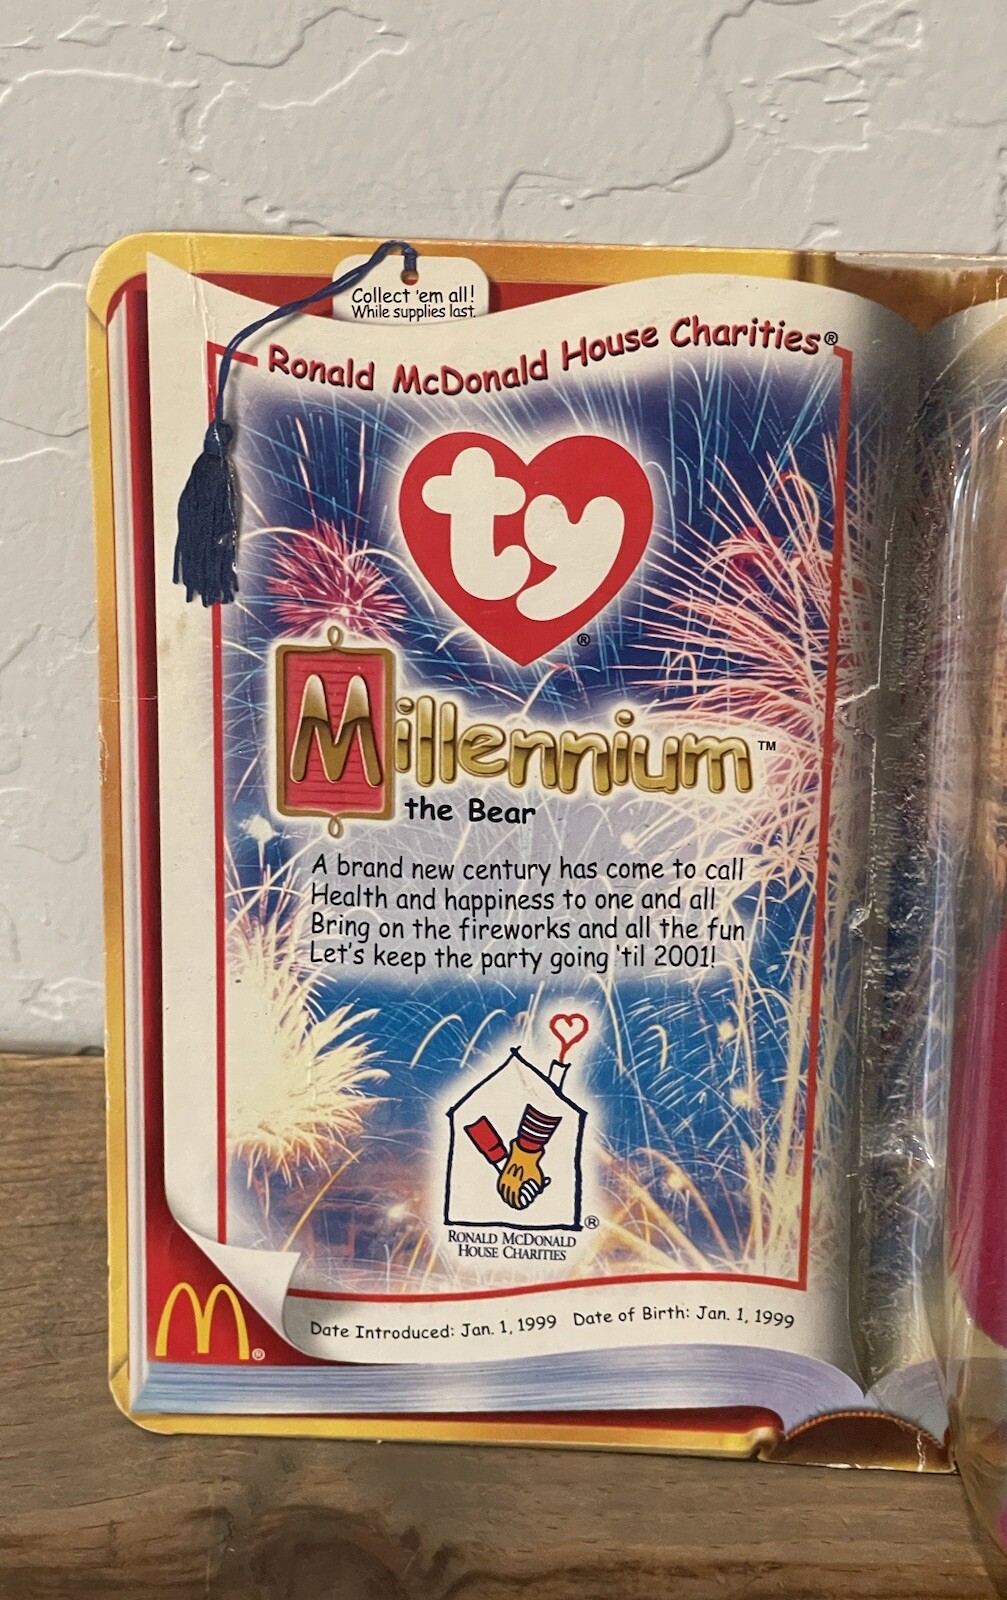 Collect 'em all!
While supplies last.
Ronald McDonald House Charities®
ty
®
Millennium™
the Bear
A brand new century has come to call
Health and happiness to one and all
Bring on the fireworks and all the fun
Let's keep the party going 'til 2001!
®
RONALD MCDONALD
HOUSE CHARITIES
M®
Date Introduced: Jan. 1, 1999 Date of Birth: Jan. 1, 1999